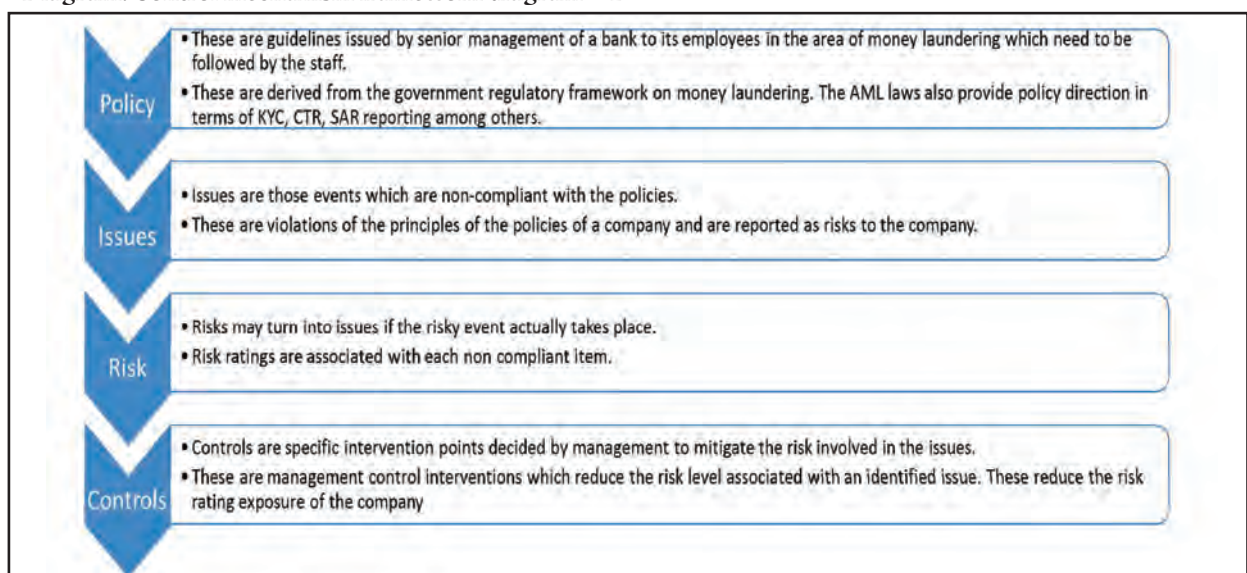 • These are guidelines issued by senior management of a bank to its employees in the area of money laundering which need to be
followed by the staff.
Policy
• These are derived from the government regulatory framework on money laundering. The AML laws also provide policy direction in
terms of KYC, CTR, SAR reporting among others.
• Issues are those events which are non-compliant with the policies.
Issues
• These are violations of the principles of the policies of a company and are reported as risks to the company.
• Risks may turn into issues if the risky event actually takes place.
Risk
• Risk ratings are associated with each non compliant item.
• Controls are specific intervention points decided by management to mitigate the risk involved in the issues.
Controls
• These are management control interventions which reduce the risk level associated with an identified issue. These reduce the risk
rating exposure of the company